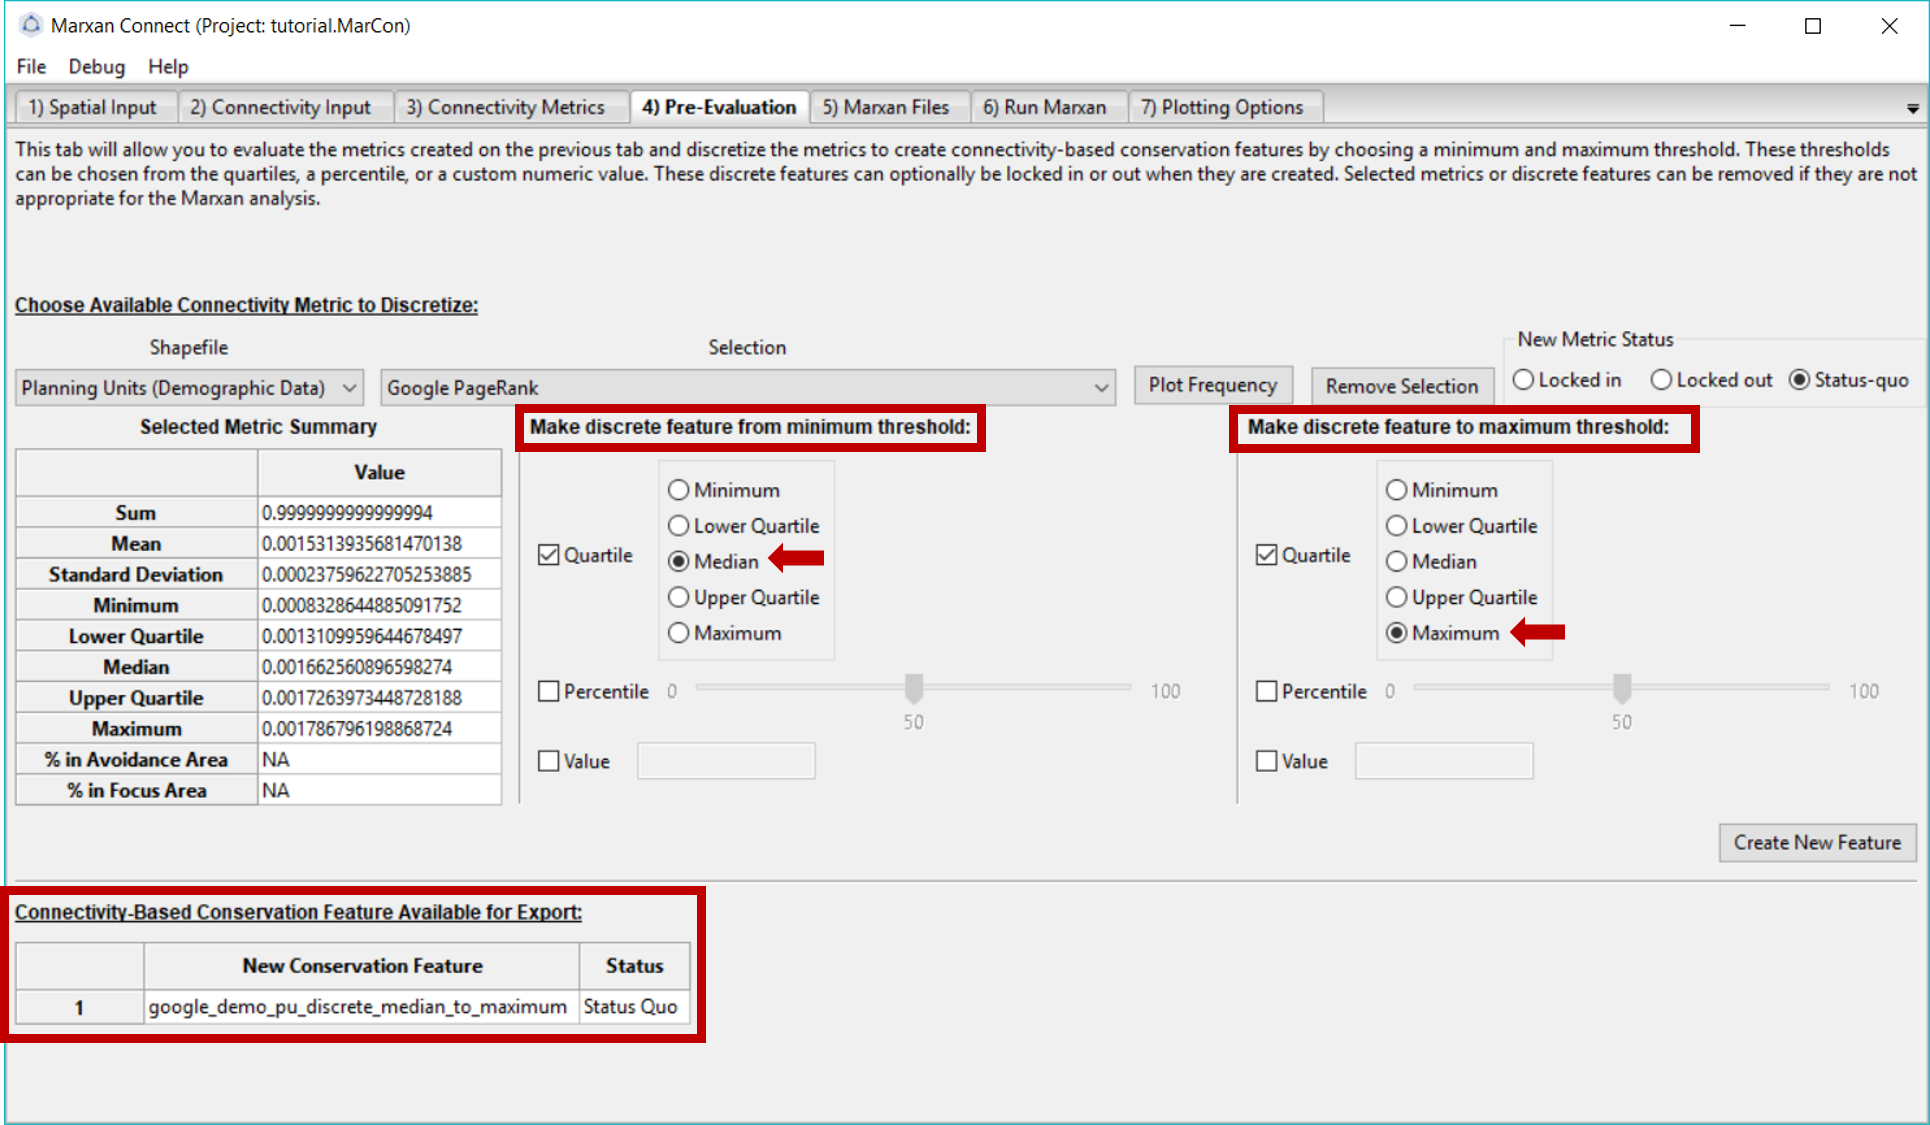 Marxan Connect (Project: tutorial.MarCon)
File Debug Help
1) Spatial Input 2) Connectivity Input 3) Connectivity Metrics 4) Pre-Evaluation 5) Marxan Files 6) Run Marxan 7) Plotting Options
This tab will allow you to evaluate the metrics created on the previous tab and discretize the metrics to create connectivity-based conservation features by choosing a minimum and maximum threshold. These thresholds
can be chosen from the quartiles, a percentile, or a custom numeric value. These discrete features can optionally be locked in or out when they are created. Selected metrics or discrete features can be removed if they are not
appropriate for the Marxan analysis.
Choose Available Connectivity Metric to Discretize:
Shapefile Selection New Metric Status
Planning Units (Demographic Data) Google PageRank Plot Frequency Remove Selection Locked in Locked out Status-quo
Selected Metric Summary
Value
Sum 0.9999999999999994
Mean 0.0015313935681470138
Standard Deviation 0.00023759622705253885
Minimum 0.0008328644885091752
Lower Quartile 0.0013109959644678497
Median 0.001662560896598274
Upper Quartile 0.0017263973448728188
Maximum 0.001786796198868724
% in Avoidance Area NA
% in Focus Area NA
Make discrete feature from minimum threshold:
Quartile
Minimum
Lower Quartile
Median
Upper Quartile
Maximum
Percentile 0 100
50
Value
Make discrete feature to maximum threshold:
Quartile
Minimum
Lower Quartile
Median
Upper Quartile
Maximum
Percentile 0 100
50
Value
Create New Feature
Connectivity-Based Conservation Feature Available for Export:
New Conservation Feature Status
1 google_demo_pu_discrete_median_to_maximum Status Quo